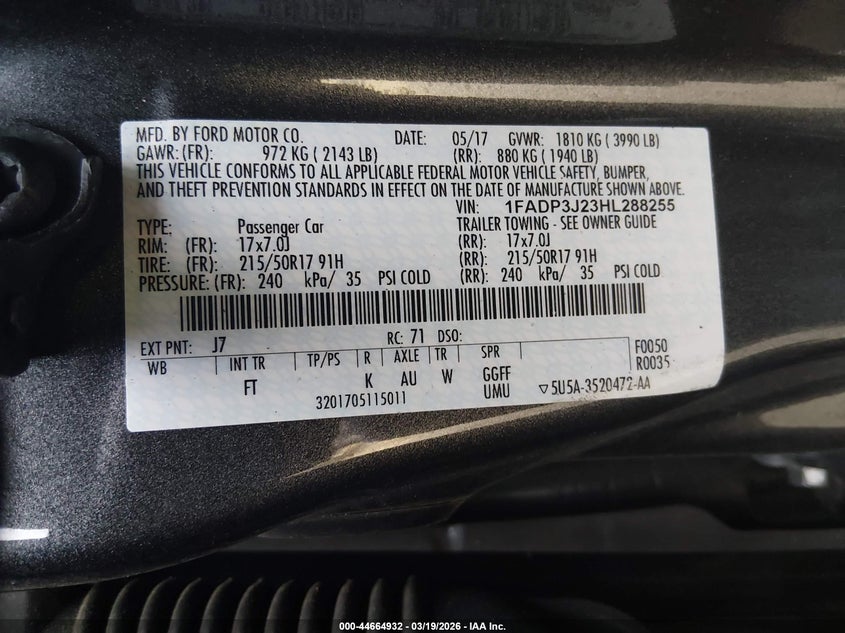 MFD. BY FORD MOTOR CO. DATE: 05/17 GVWR: 1810 KG ( 3990 LB)
GAWR: (FR): 972 KG ( 2143 LB) (RR): 880 KG ( 1940 LB)
THIS VEHICLE CONFORMS TO ALL APPLICABLE FEDERAL MOTOR VEHICLE SAFETY, BUMPER,
AND THEFT PREVENTION STANDARDS IN EFFECT ON THE DATE OF MANUFACTURE SHOWN ABOVE.
VIN: 1FADP3J23HL288255
TYPE: Passenger Car TRAILER TOWING - SEE OWNER GUIDE
RIM: (FR): 17x7.0J (RR): 17x7.0J
TIRE: (FR): 215/50R17 91H (RR): 215/50R17 91H
PRESSURE: (FR): 240 kPa/ 35 PSI COLD (RR): 240 kPa/ 35 PSI COLD
EXT PNT: J7 RC: 71 DSO: F0050
WB INT TR TP/PS R AXLE TR SPR R0035
FT K AU W GGFF
3201705115011 UMU ▽5U5A-3520472-AA
000-44664932 - 03/19/2026 - IAA Inc.